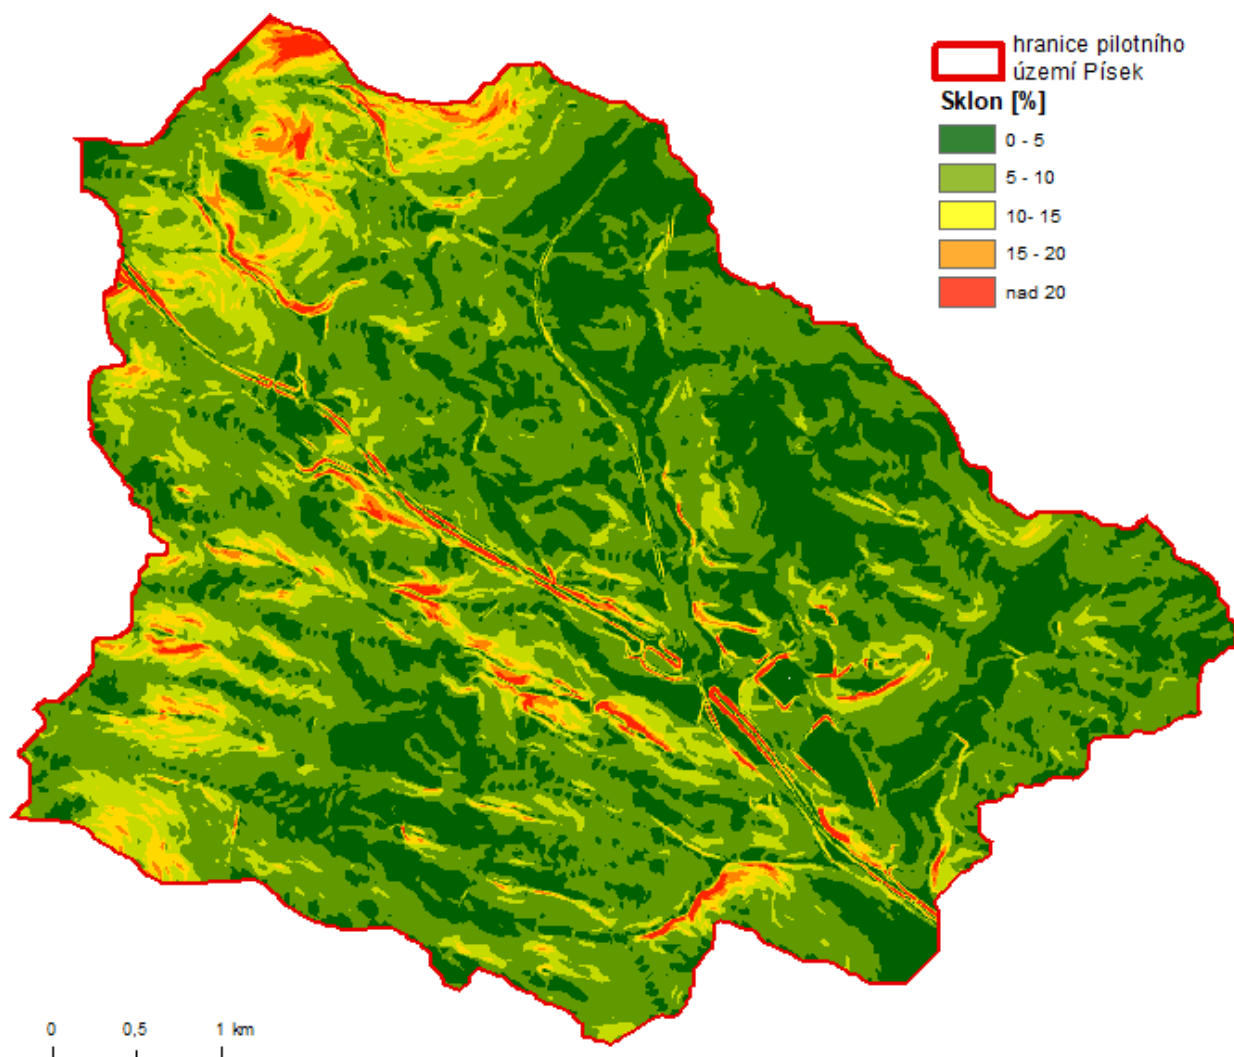 hranice pilotního
území Písek
Sklon [%]
0 - 5
5 - 10
10- 15
15 - 20
nad 20
0 0,5 1 km